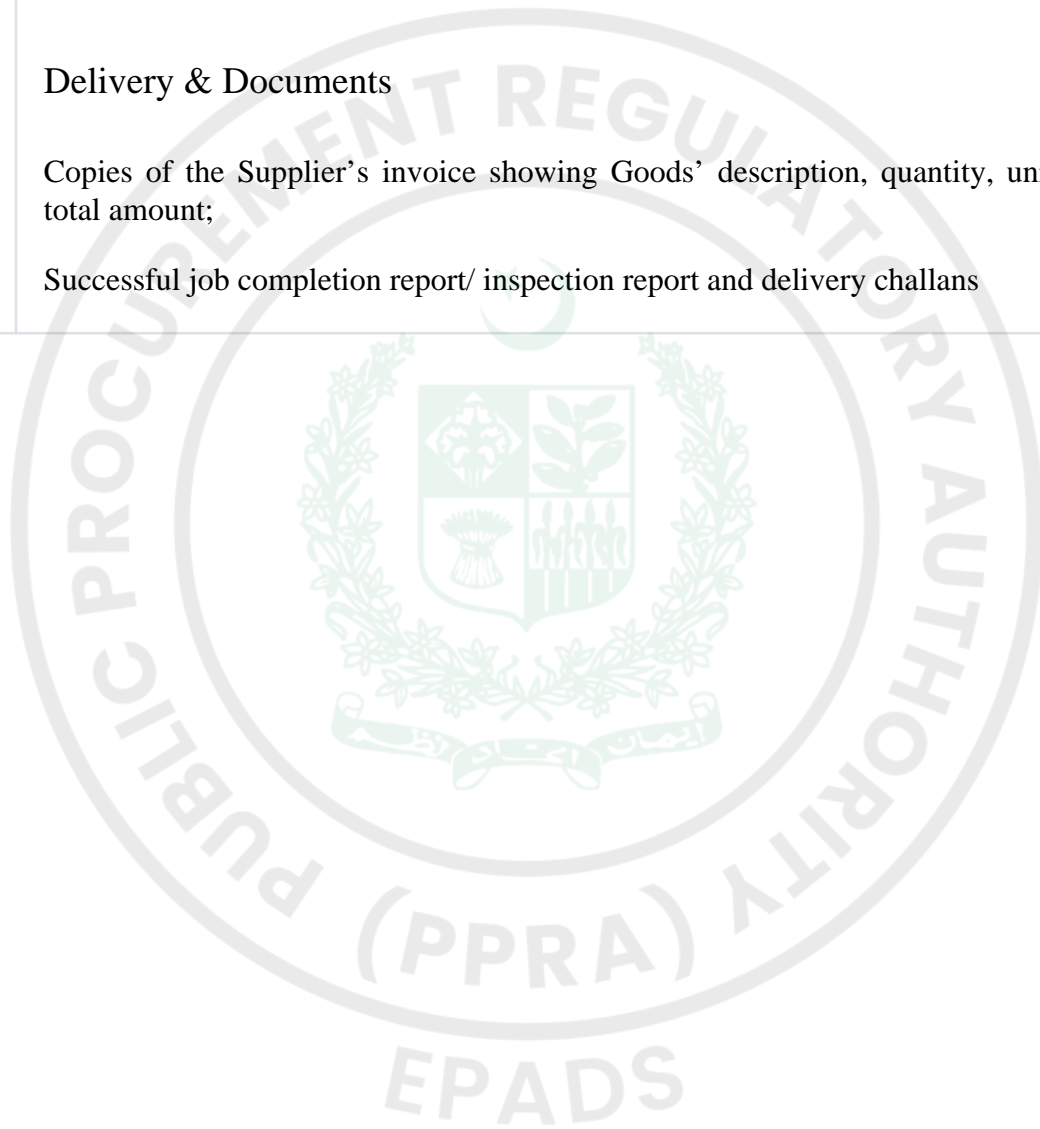 Delivery & Documents
Copies of the Supplier’s invoice showing Goods’ description, quantity,
total amount;
Successful job completion report/ inspection report and delivery challans
PUBLIC PROCUREMENT REGULATORY AUTHORITY
(PPRA)
EPADS